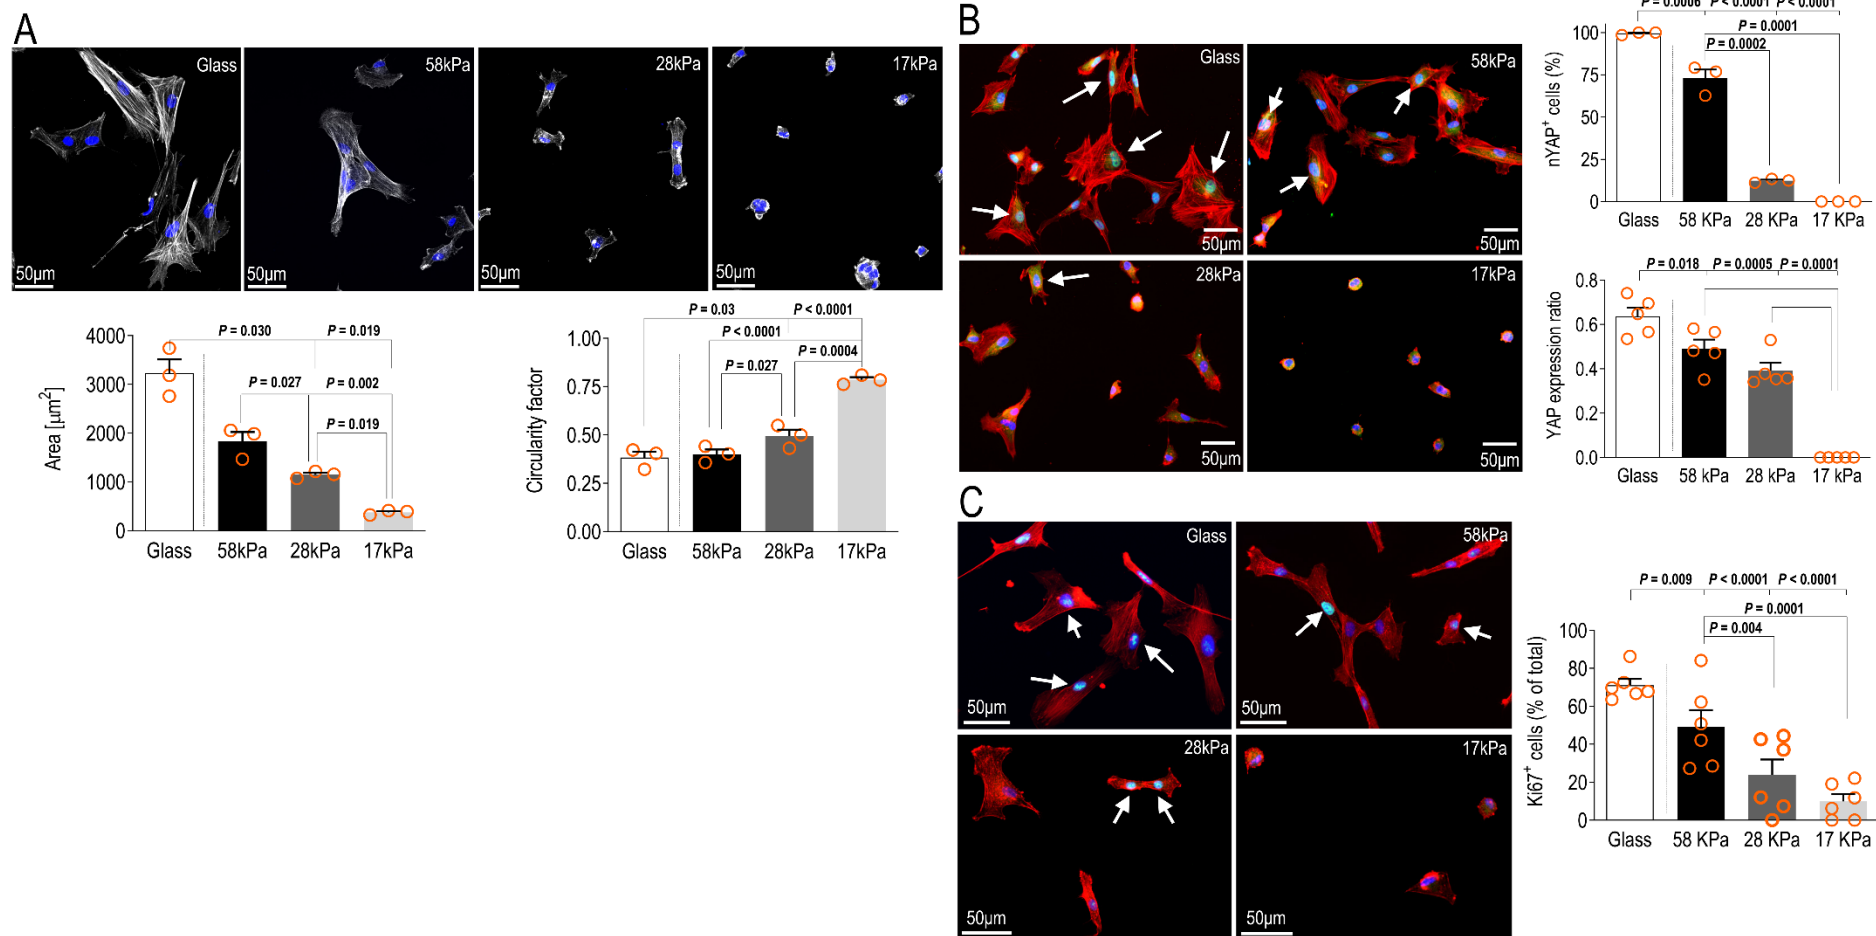 A
Glass
58kPa
28kPa
17kPa
50μm
50μm
50μm
50μm
P = 0.030
P = 0.019
P = 0.027
P = 0.002
P = 0.019
Area [μm²]
4000
3000
2000
1000
0
Glass
58kPa
28kPa
17kPa
P = 0.03
P < 0.0001
P < 0.0001
P = 0.027
P = 0.0004
Circularity factor
1.00
0.75
0.50
0.25
0.00
Glass
58kPa
28kPa
17kPa
B
Glass
58kPa
50μm
50μm
28kPa
17kPa
50μm
50μm
P = 0.0006
P < 0.0001
P < 0.0001
P = 0.0001
P = 0.0002
nYAP⁺ cells (%)
100
75
50
25
0
Glass
58 KPa
28 KPa
17 KPa
P = 0.018
P = 0.0005
P = 0.0001
YAP expression ratio
0.8
0.6
0.4
0.2
0.0
Glass
58 KPa
28 kPa
17 kPa
C
Glass
58kPa
50μm
50μm
28kPa
17kPa
50μm
50μm
P = 0.009
P < 0.0001
P < 0.0001
P = 0.0001
P = 0.004
Ki67⁺ cells (% of total)
100
80
60
40
20
0
Glass
58 KPa
28 KPa
17 KPa